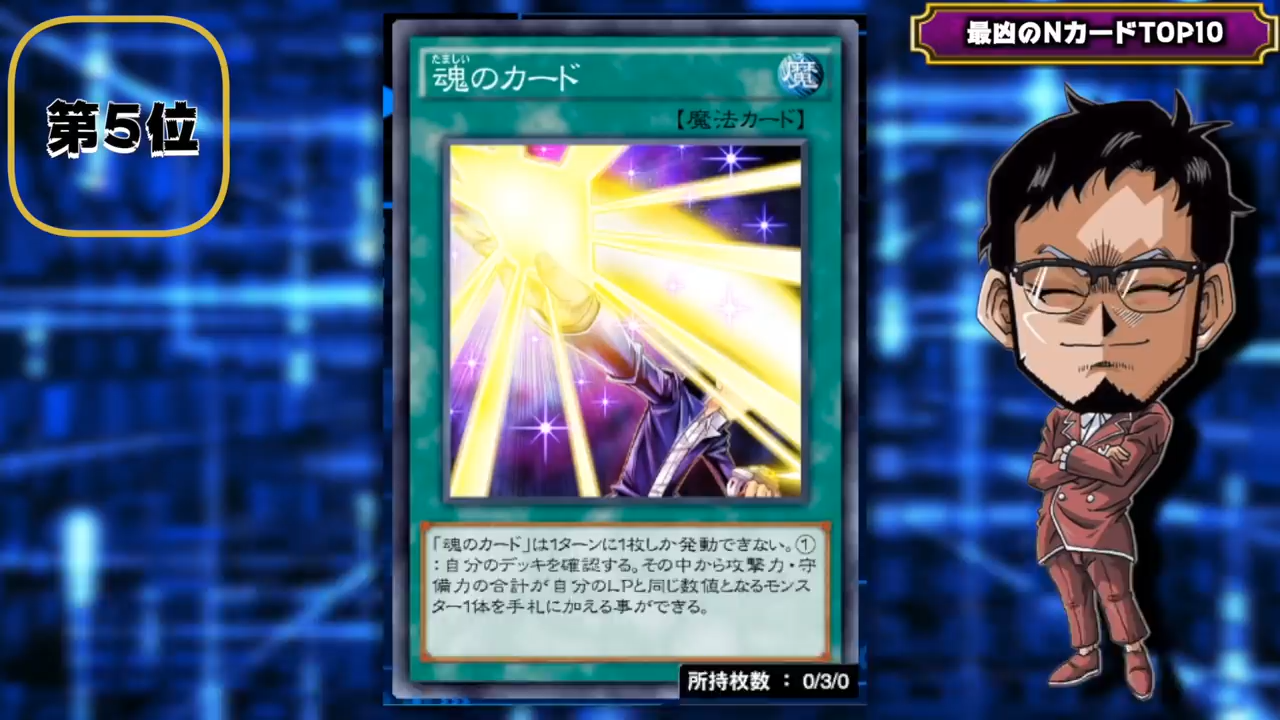 第5位
最凶のNカードTOP10
たましい
魂のカード
魔
【魔法カード】
「魂のカード」は1ターンに1枚しか発動できない。①
：自分のデッキを確認する。その中から攻撃力・守
備力の合計が自分のLPと同じ数値となるモンス
ター1体を手札に加える事ができる。
所持枚数 ： 0/3/0